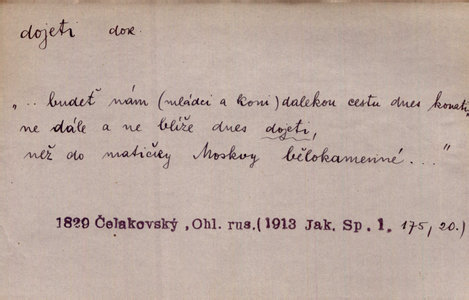 dojeti dok.
„ .. budeť nám (mládci a koni) dalekou cestu dnes konati,
ne dále a ne blíže dnes dojeti,
než do matičky Moskvy bělokamenné . . . "
1829 Čelakovský ,Ohl. rus.(1913 Jak. Sp. 1, 175, 20.)